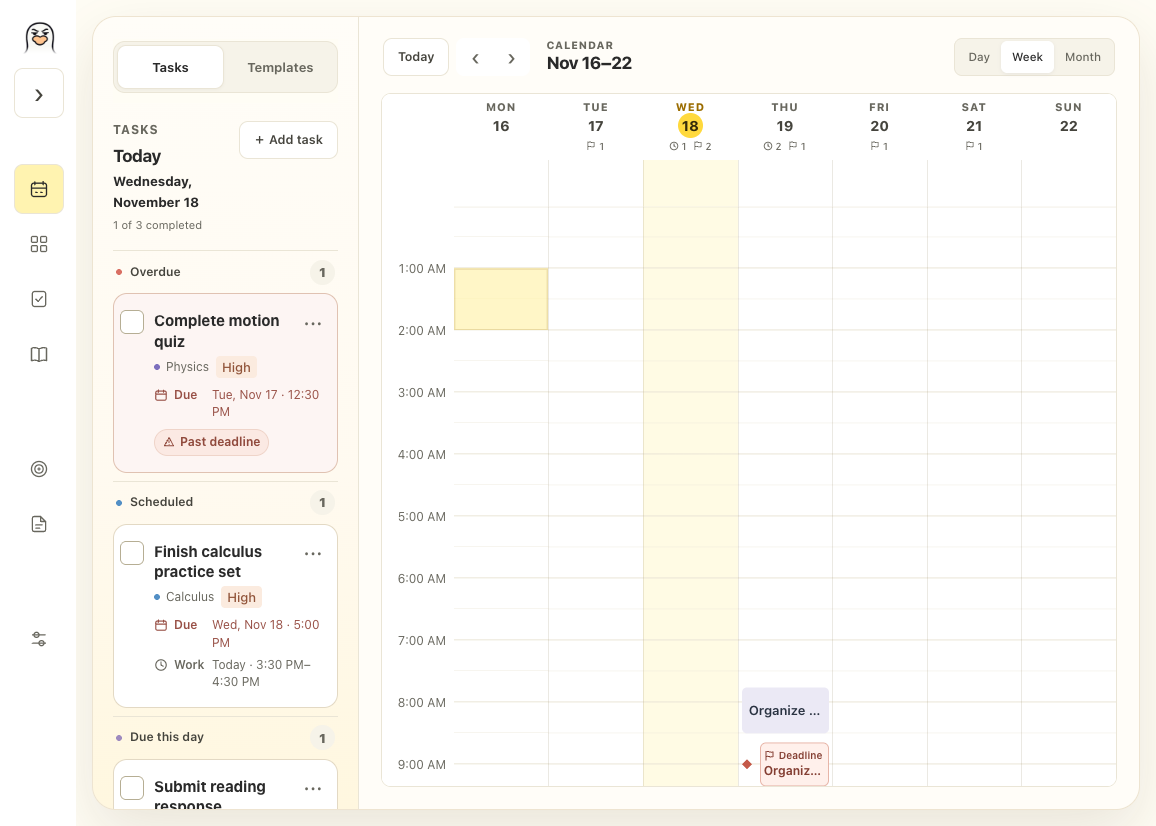 Tasks
Templates
TASKS
+ Add task
Today
Wednesday,
November 18
1 of 3 completed
Overdue
1
Complete motion
quiz
Physics High
Due Tue, Nov 17 · 12:30
PM
Past deadline
Scheduled
1
Finish calculus
practice set
Calculus High
Due Wed, Nov 18 · 5:00
PM
Work Today · 3:30 PM–
4:30 PM
Due this day
1
Submit reading
response
Today
CALENDAR
Nov 16–22
Day Week Month
MON TUE WED THU FRI SAT SUN
16 17 18 19 20 21 22
1 1 2 2 1 1 1
1:00 AM
2:00 AM
3:00 AM
4:00 AM
5:00 AM
6:00 AM
7:00 AM
8:00 AM
Organize ...
9:00 AM
Deadline
Organiz...